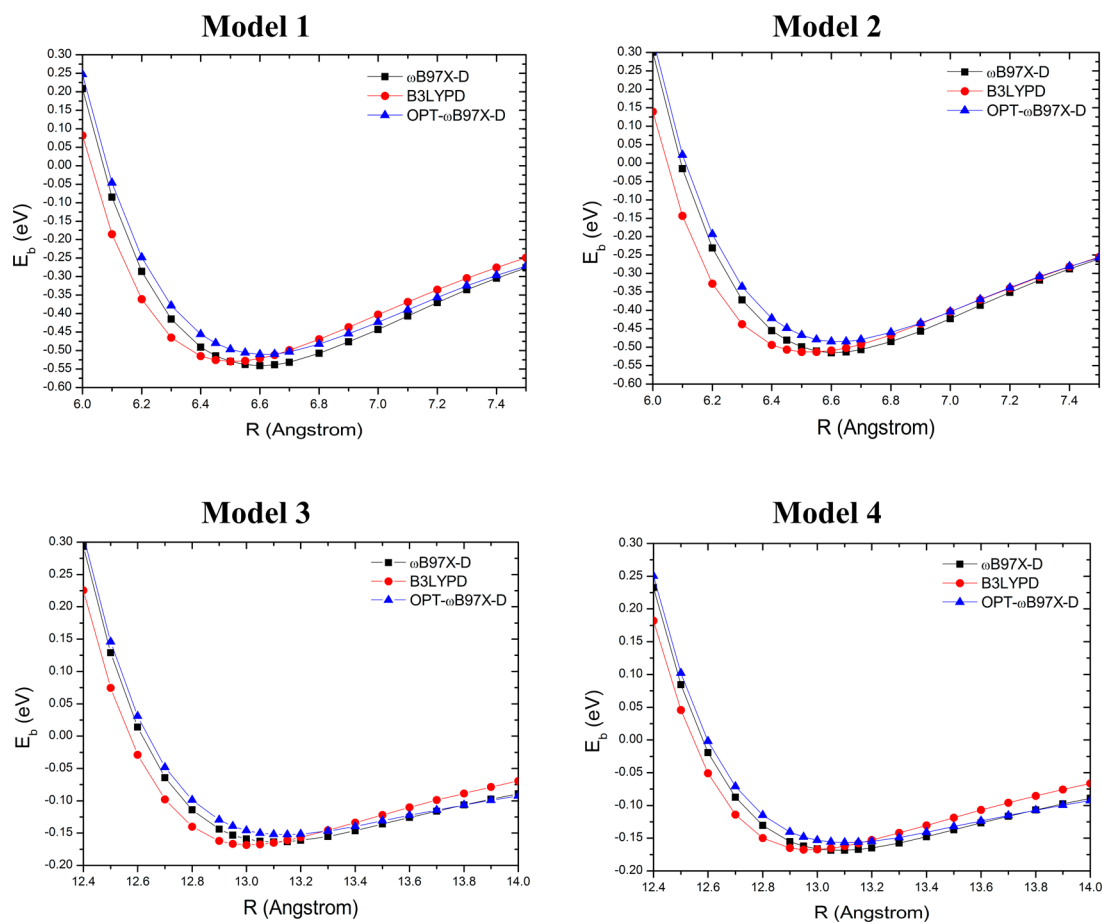 Model 1
0.30
0.25
0.20
0.15
0.10
0.05
0.00
-0.05
-0.10
-0.15
-0.20
-0.25
-0.30
-0.35
-0.40
-0.45
-0.50
-0.55
-0.60
E_b (eV)
ωB97X-D
B3LYPD
OPT-ωB97X-D
6.0 6.2 6.4 6.6 6.8 7.0 7.2 7.4
R (Angstrom)
Model 2
0.30
0.25
0.20
0.15
0.10
0.05
0.00
-0.05
-0.10
-0.15
-0.20
-0.25
-0.30
-0.35
-0.40
-0.45
-0.50
-0.55
-0.60
E_b (eV)
ωB97X-D
B3LYPD
OPT-ωB97X-D
6.0 6.2 6.4 6.6 6.8 7.0 7.2 7.4
R (Angstrom)
Model 3
0.30
0.25
0.20
0.15
0.10
0.05
0.00
-0.05
-0.10
-0.15
-0.20
E_b (eV)
ωB97X-D
B3LYPD
OPT-ωB97X-D
12.4 12.6 12.8 13.0 13.2 13.4 13.6 13.8 14.0
R (Angstrom)
Model 4
0.30
0.25
0.20
0.15
0.10
0.05
0.00
-0.05
-0.10
-0.15
-0.20
E_b (eV)
ωB97X-D
B3LYPD
OPT-ωB97X-D
12.4 12.6 12.8 13.0 13.2 13.4 13.6 13.8 14.0
R (Angstrom)